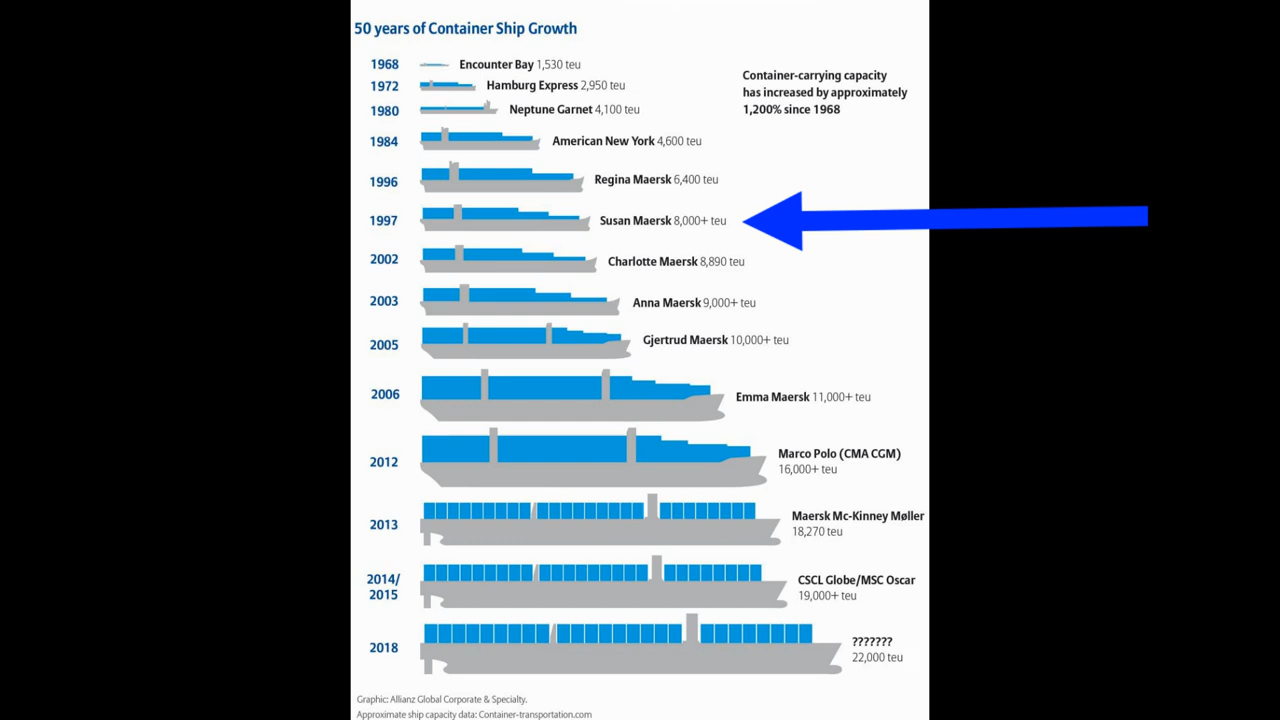 50 years of Container Ship Growth
1968 Encounter Bay 1,530 teu
1972 Hamburg Express 2,950 teu
1980 Neptune Garnet 4,100 teu
Container-carrying capacity
has increased by approximately
1,200% since 1968
1984 American New York 4,600 teu
1996 Regina Maersk 6,400 teu
1997 Susan Maersk 8,000+ teu
2002 Charlotte Maersk 8,890 teu
2003 Anna Maersk 9,000+ teu
2005 Gjertrud Maersk 10,000+ teu
2006 Emma Maersk 11,000+ teu
2012 Marco Polo (CMA CGM)
16,000+ teu
2013 Maersk Mc-Kinney Møller
18,270 teu
2014/
2015
CSCL Globe/MSC Oscar
19,000+ teu
2018 ???????
22,000 teu
Graphic: Allianz Global Corporate & Specialty.
Approximate ship capacity data: Container-transportation.com